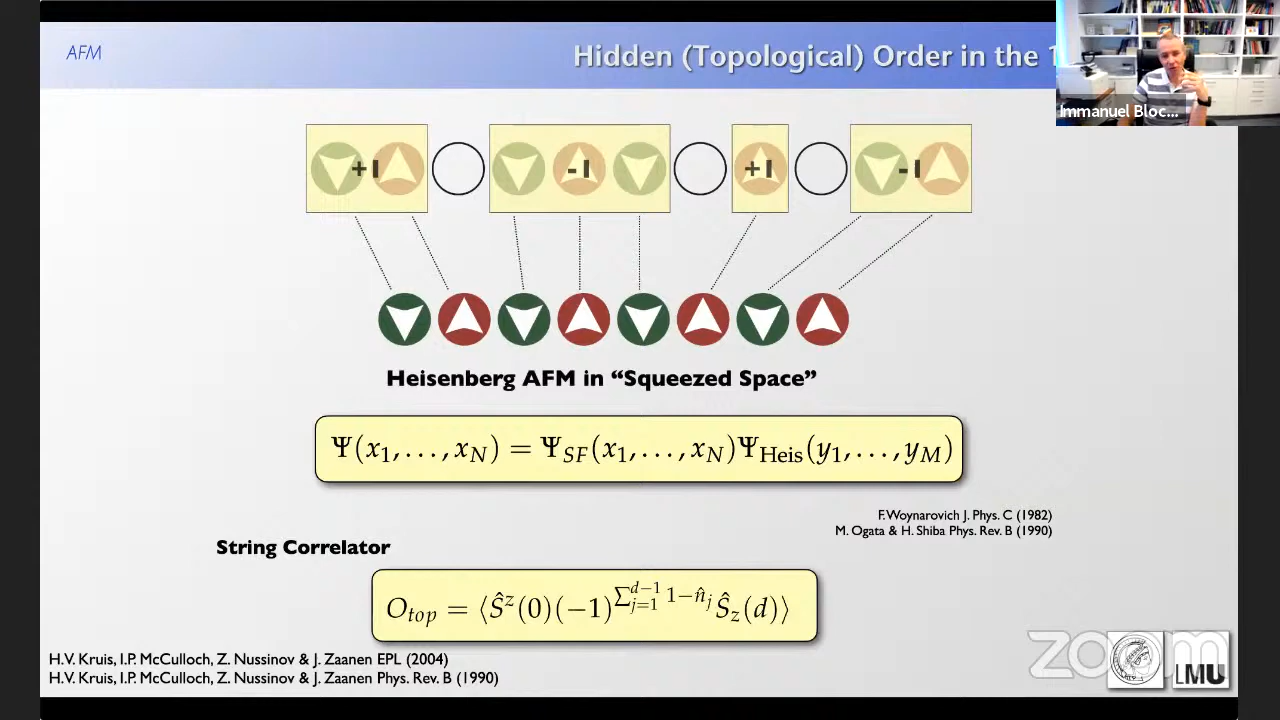 AFM
Hidden (Topological) Order in the 1
Immanuel Bloc...
+1 -1 +1 -1
Heisenberg AFM in “Squeezed Space”
Ψ(x₁,...,x_N) = Ψ_SF(x₁,...,x_N)Ψ_Heis(y₁,...,y_M)
F. Woynarovich J. Phys. C (1982)
M. Ogata & H. Shiba Phys. Rev. B (1990)
String Correlator
O_top = ⟨Ŝ^z(0)(−1)^{∑_{j=1}^{d−1} 1−n̂_j} Ŝ_z(d)⟩
H.V. Kruis, I.P. McCulloch, Z. Nussinov & J. Zaanen EPL (2004)
H.V. Kruis, I.P. McCulloch, Z. Nussinov & J. Zaanen Phys. Rev. B (1990)
zoom
LMU